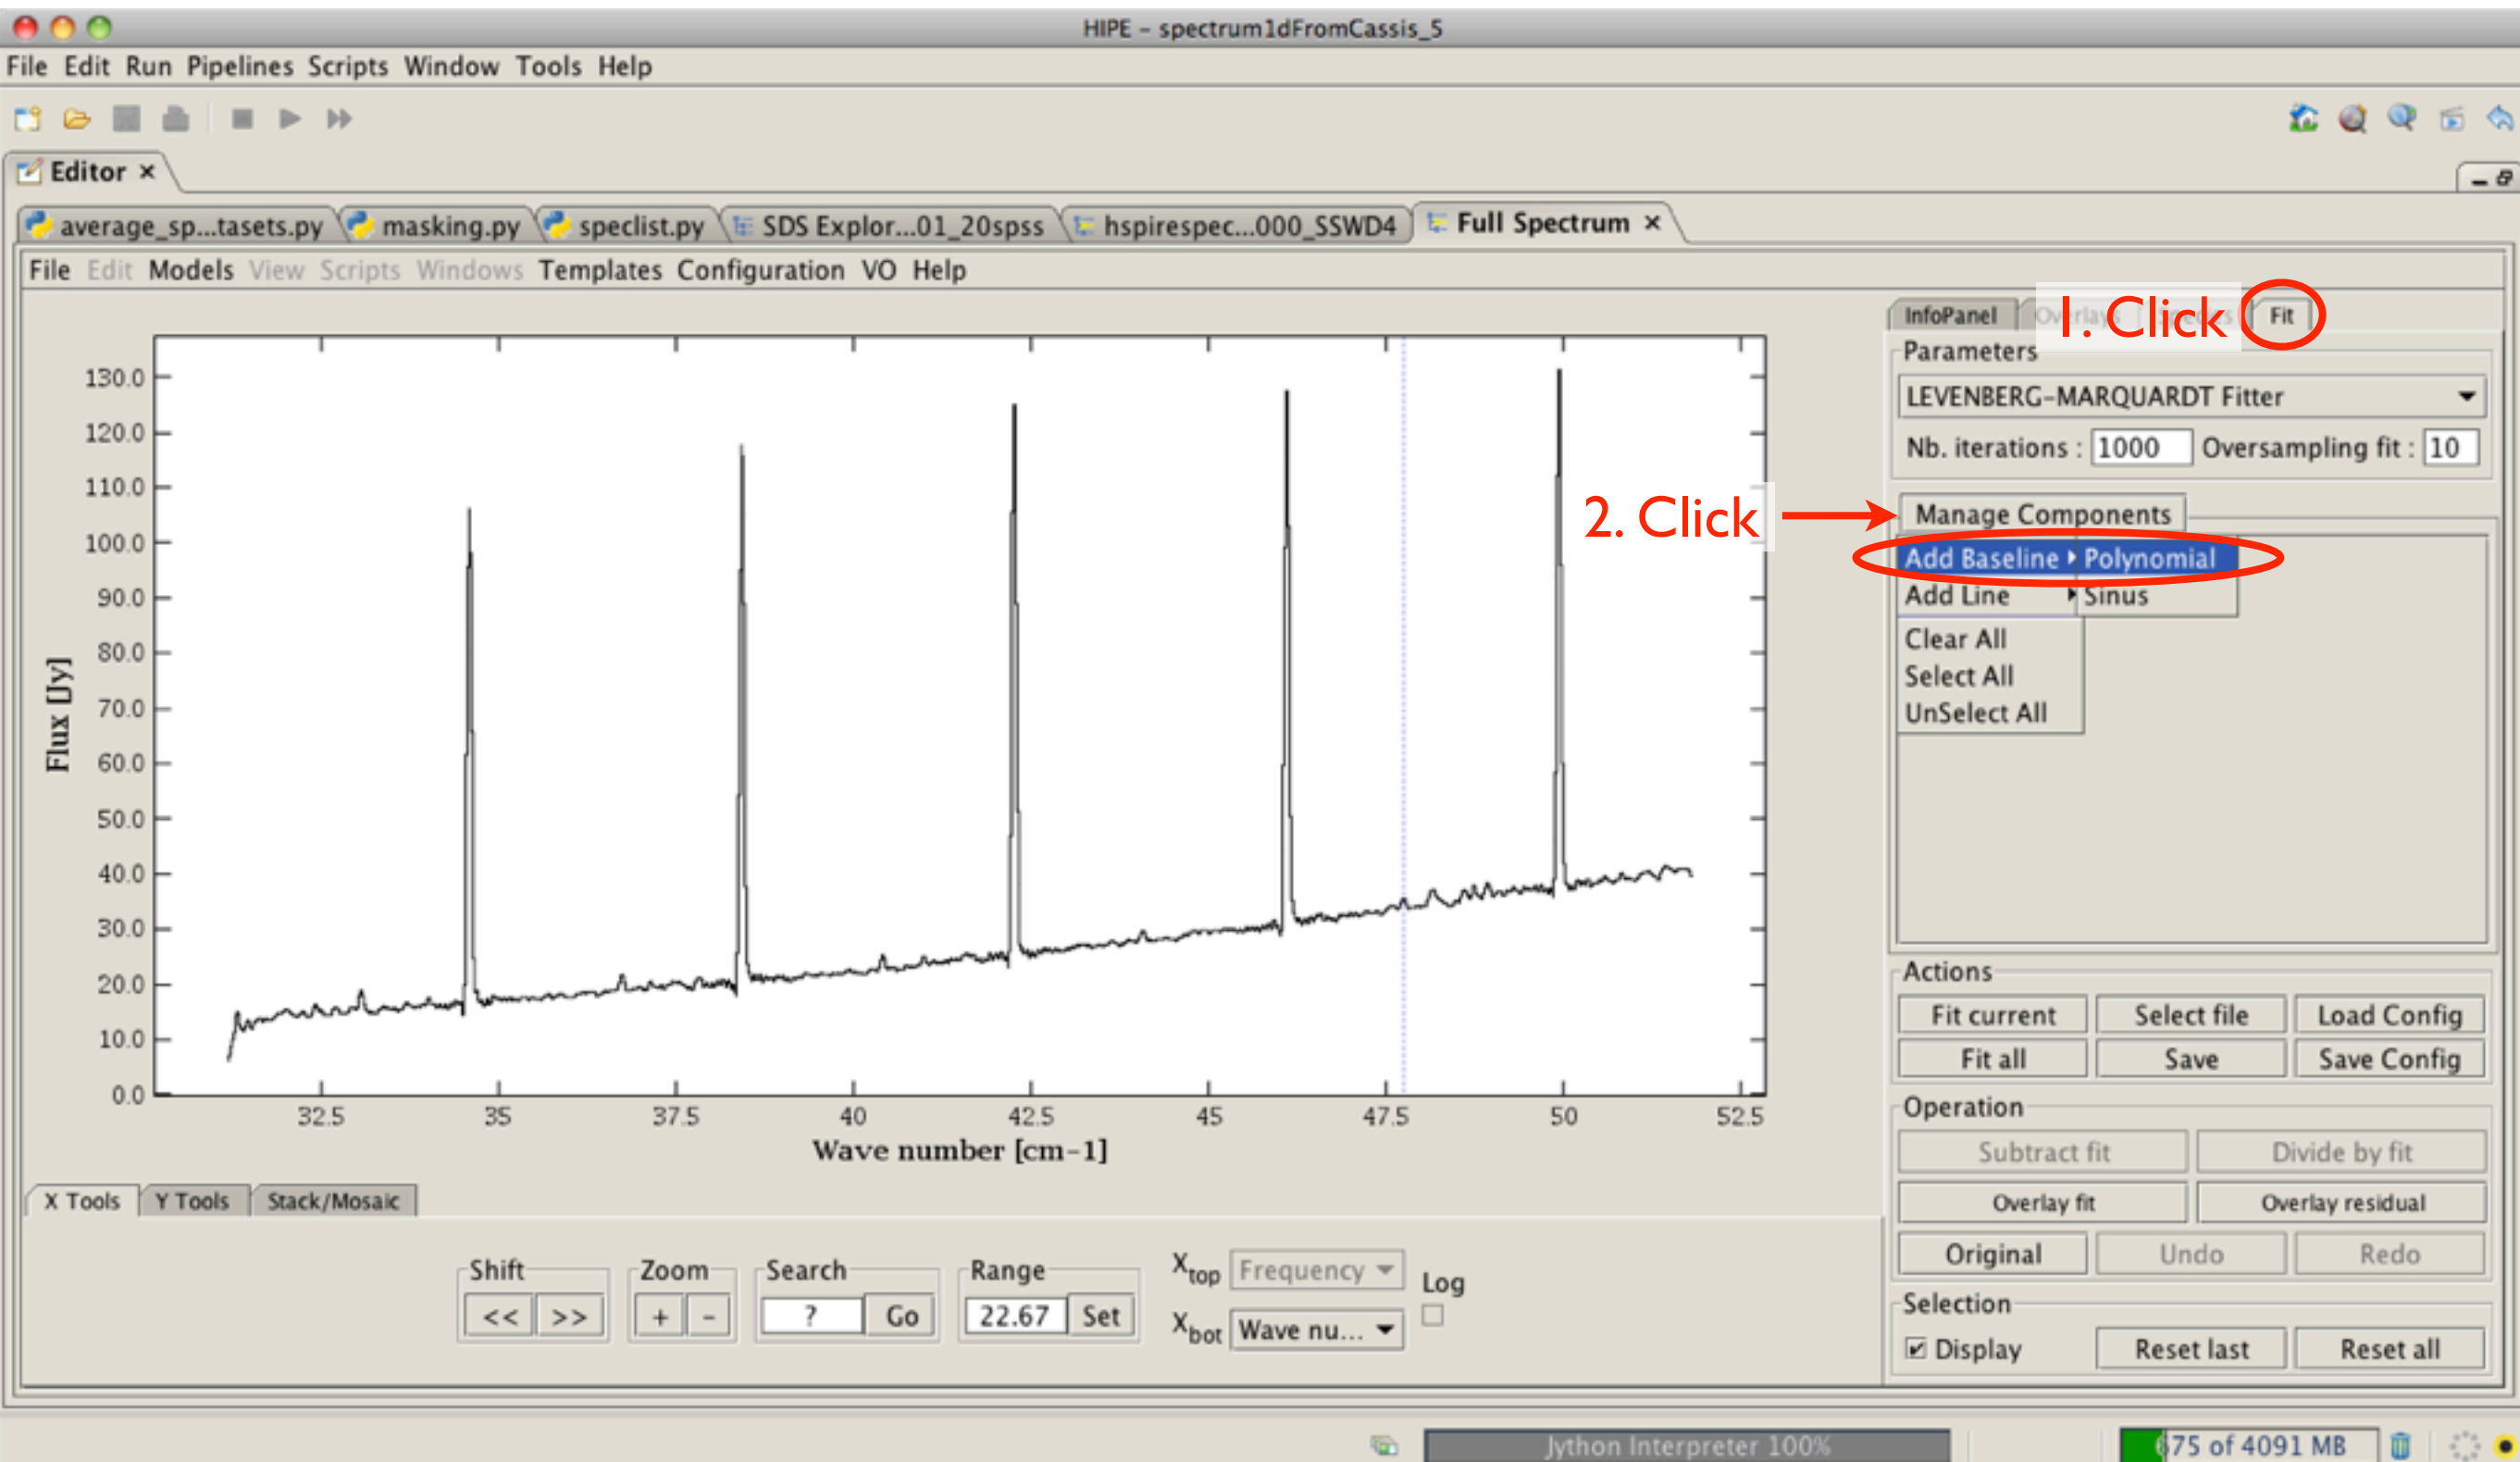 HIPE - spectrum1dFromCassis_5
File Edit Run Pipelines Scripts Window Tools Help
Editor ×
average_sp...tasets.py masking.py speclist.py SDS Explor...01_20spss hspirespec...000_SSWD4 Full Spectrum ×
File Edit Models View Scripts Windows Templates Configuration VO Help
InfoPanel Overlays Fit
1. Click
Parameters
LEVENBERG-MARQUARDT Fitter
Nb. iterations : 1000 Oversampling fit : 10
2. Click
Manage Components
Add Baseline Polynomial
Add Line Sinus
Clear All
Select All
UnSelect All
130.0
120.0
110.0
100.0
90.0
80.0
70.0
60.0
50.0
40.0
30.0
20.0
10.0
0.0
Flux [Jy]
32.5 35 37.5 40 42.5 45 47.5 50 52.5
Wave number [cm-1]
Actions
Fit current Select file Load Config
Fit all Save Save Config
Operation
Subtract fit Divide by fit
Overlay fit Overlay residual
Original Undo Redo
Selection
Display Reset last Reset all
X Tools Y Tools Stack/Mosaic
Shift Zoom Search Range
<< >> + - ? Go 22.67 Set
Xtop Frequency
Xbot Wave nu...
Log
Jython Interpreter 100%
675 of 4091 MB